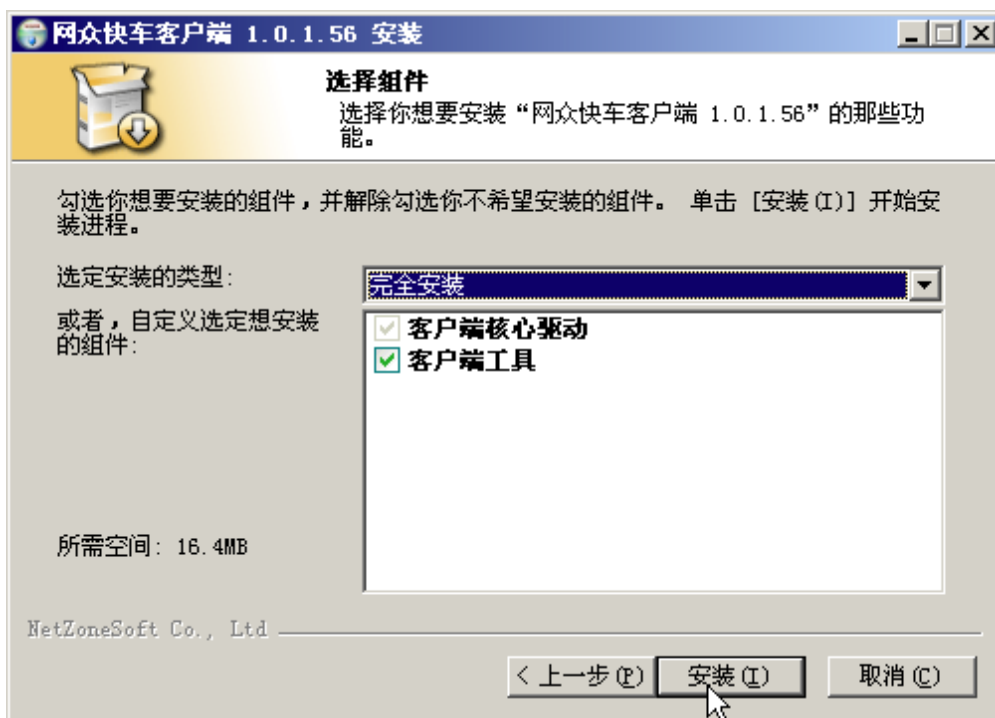 网众快车客户端 1.0.1.56 安装
选择组件
选择你想要安装“网众快车客户端 1.0.1.56”的那些功
能。
勾选你想要安装的组件，并解除勾选你不希望安装的组件。 单击 [安装(I)] 开始安
装进程。
选定安装的类型:
完全安装
或者，自定义选定想安装
的组件:
客户端核心驱动
客户端工具
所需空间: 16.4MB
NetZoneSoft Co., Ltd
< 上一步(P)
安装(I)
取消(C)